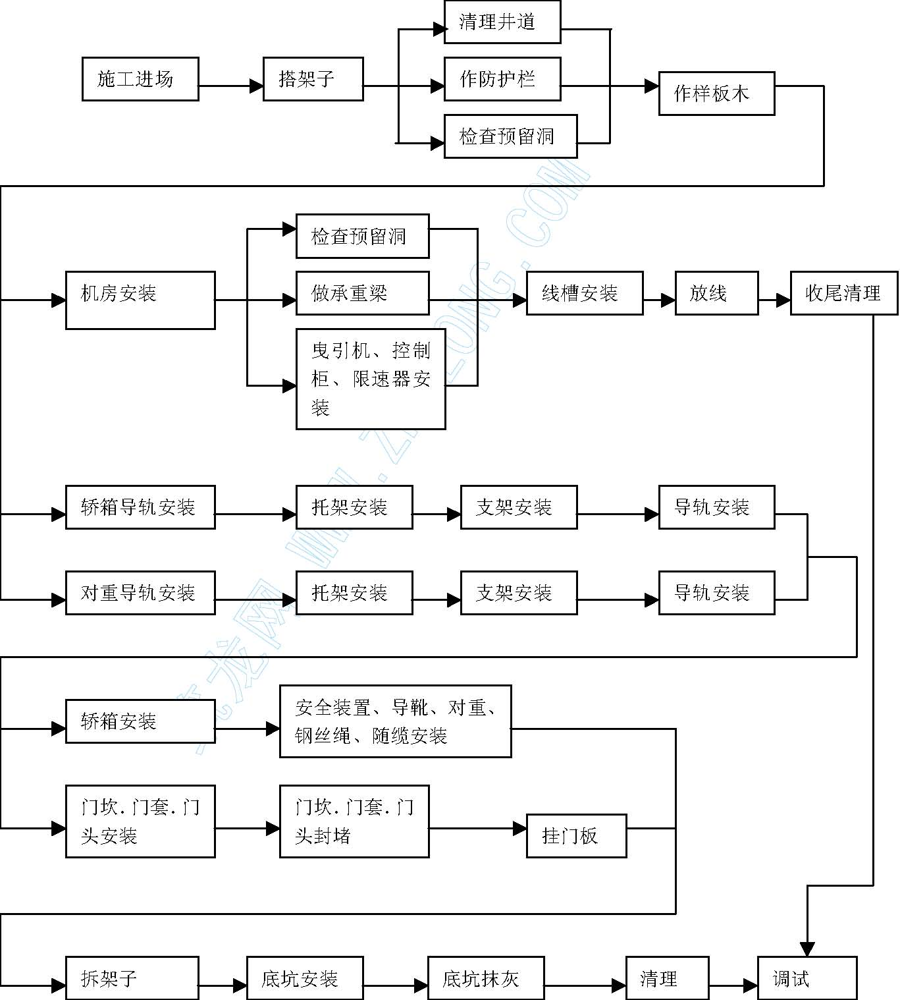 清理井道
施工进场
搭架子
作防护栏
作样板木
检查预留洞
检查预留洞
机房安装
做承重梁
线槽安装
放线
收尾清理
曳引机、控制
柜、限速器安
装
轿箱导轨安装
托架安装
支架安装
导轨安装
对重导轨安装
托架安装
支架安装
导轨安装
轿箱安装
安全装置、导靴、对重、
钢丝绳、随缆安装
门坎.门套.门
头安装
门坎.门套.门
头封堵
挂门板
拆架子
底坑安装
底坑抹灰
清理
调试